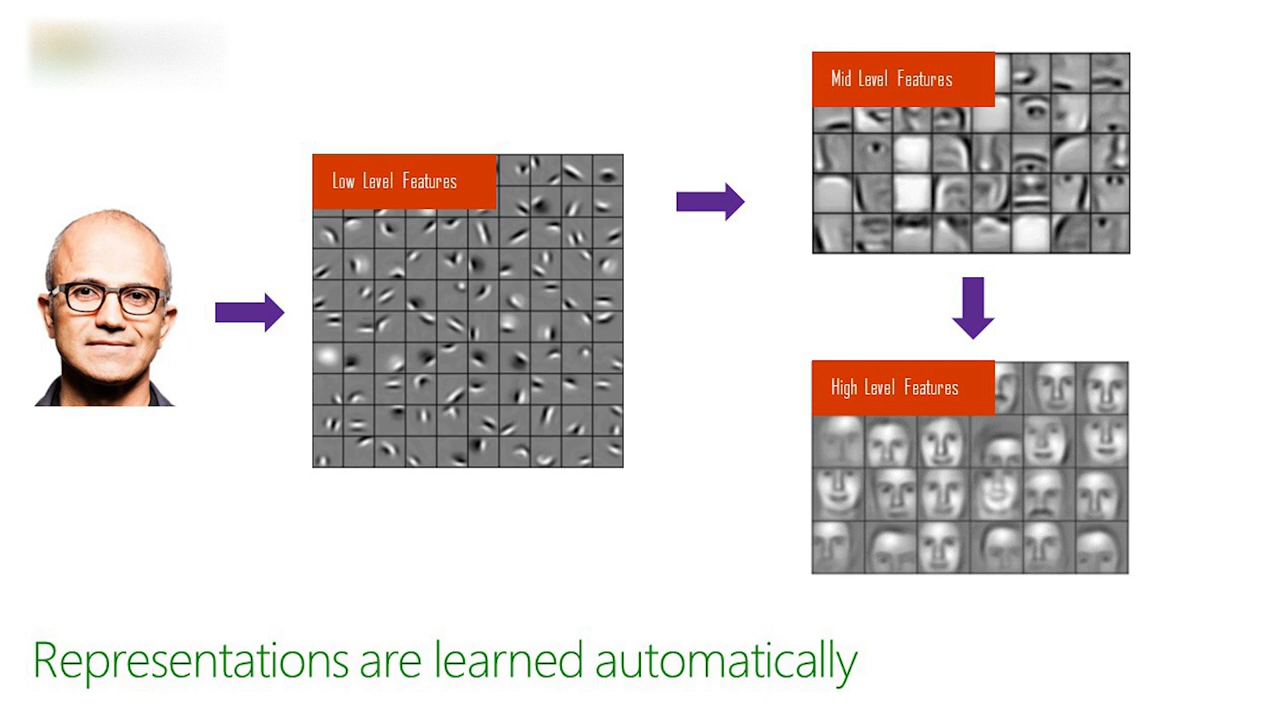 Low Level Features
Mid Level Features
High Level Features
Representations are learned automatically